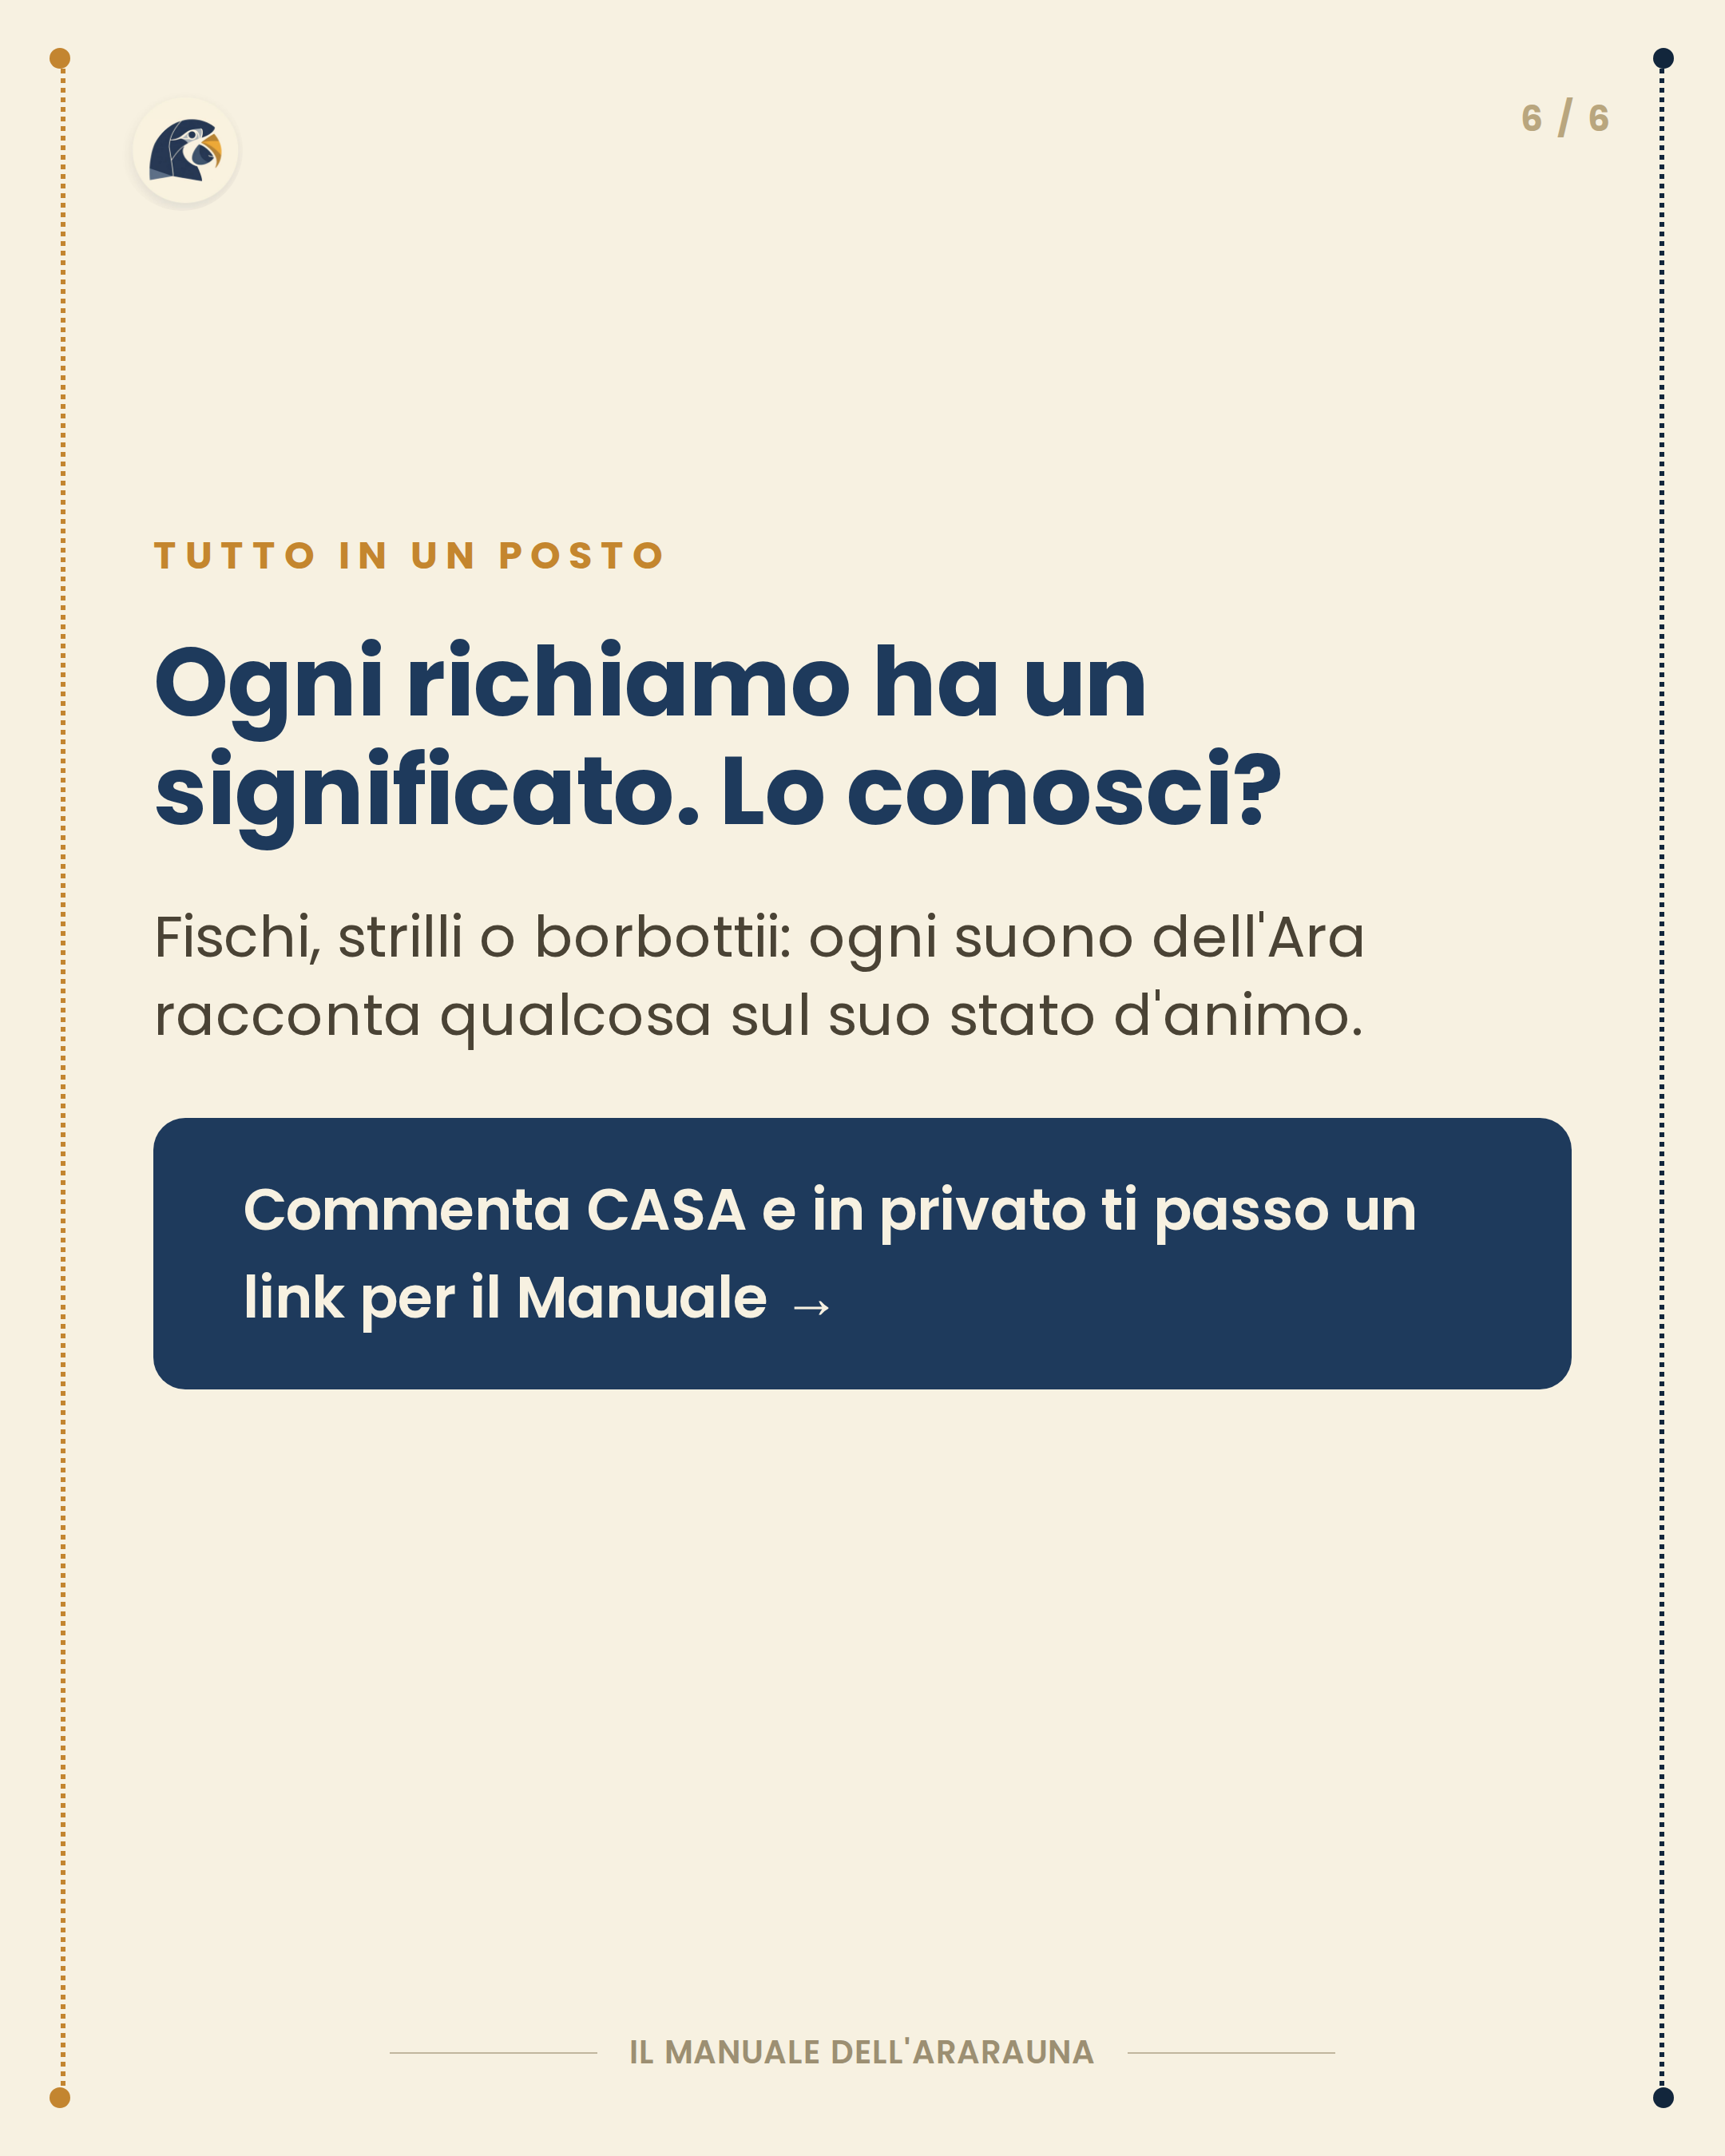 6 / 6
TUTTO IN UN POSTO
Ogni richiamo ha un
significato. Lo conosci?
Fischi, strilli o borbottii: ogni suono dell'Ara
racconta qualcosa sul suo stato d'animo.
Commenta CASA e in privato ti passo un
link per il Manuale →
IL MANUALE DELL'ARARAUNA